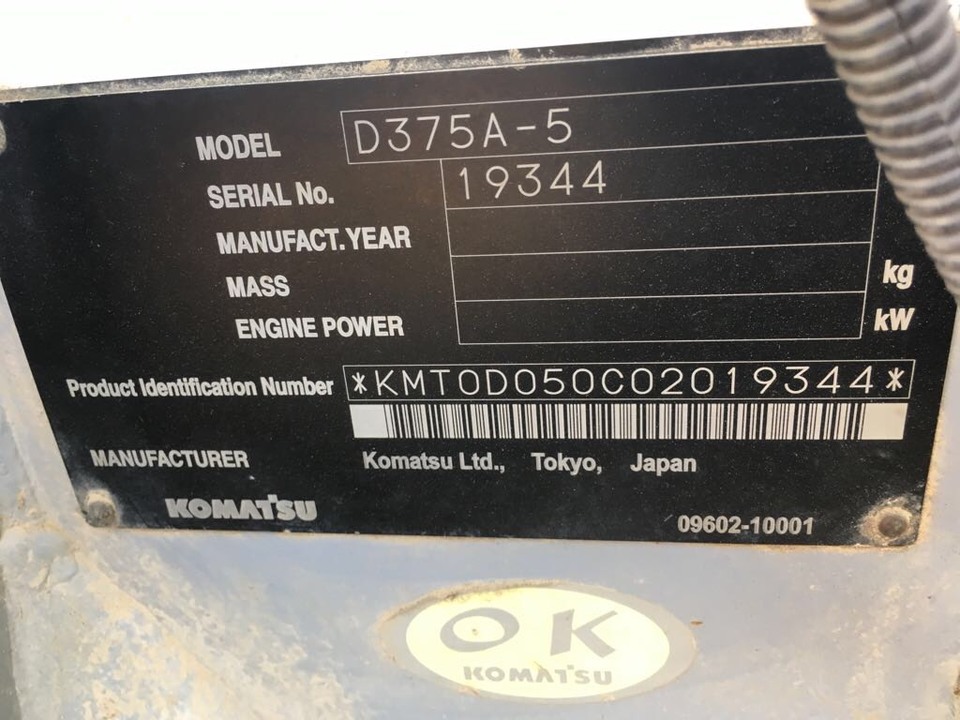 MODEL D375A-5
SERIAL No. 19344
MANUFACT. YEAR
MASS kg
ENGINE POWER kW
Product Identification Number *KMT0D050C02019344*
MANUFACTURER Komatsu Ltd., Tokyo, Japan
KOMATSU 09602-10001
OK
KOMATSU